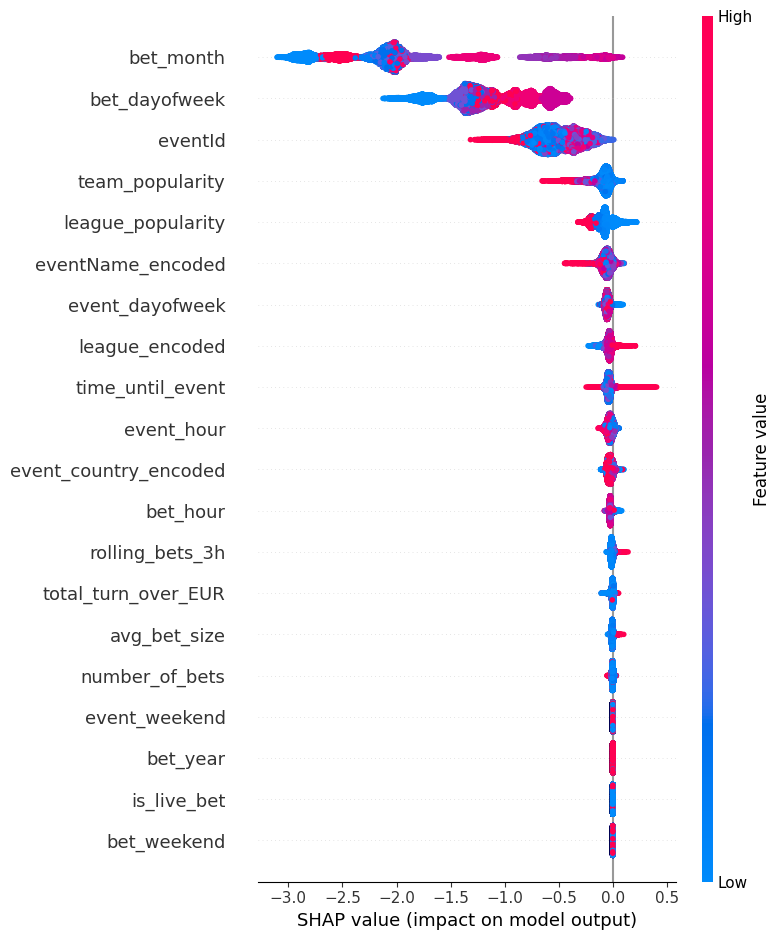 High
bet_month
bet_dayofweek
eventId
team_popularity
league_popularity
eventName_encoded
event_dayofweek
league_encoded
time_until_event
event_hour
event_country_encoded
bet_hour
rolling_bets_3h
total_turn_over_EUR
avg_bet_size
number_of_bets
event_weekend
bet_year
is_live_bet
bet_weekend
Feature value
Low
−3.0 −2.5 −2.0 −1.5 −1.0 −0.5 0.0 0.5
SHAP value (impact on model output)